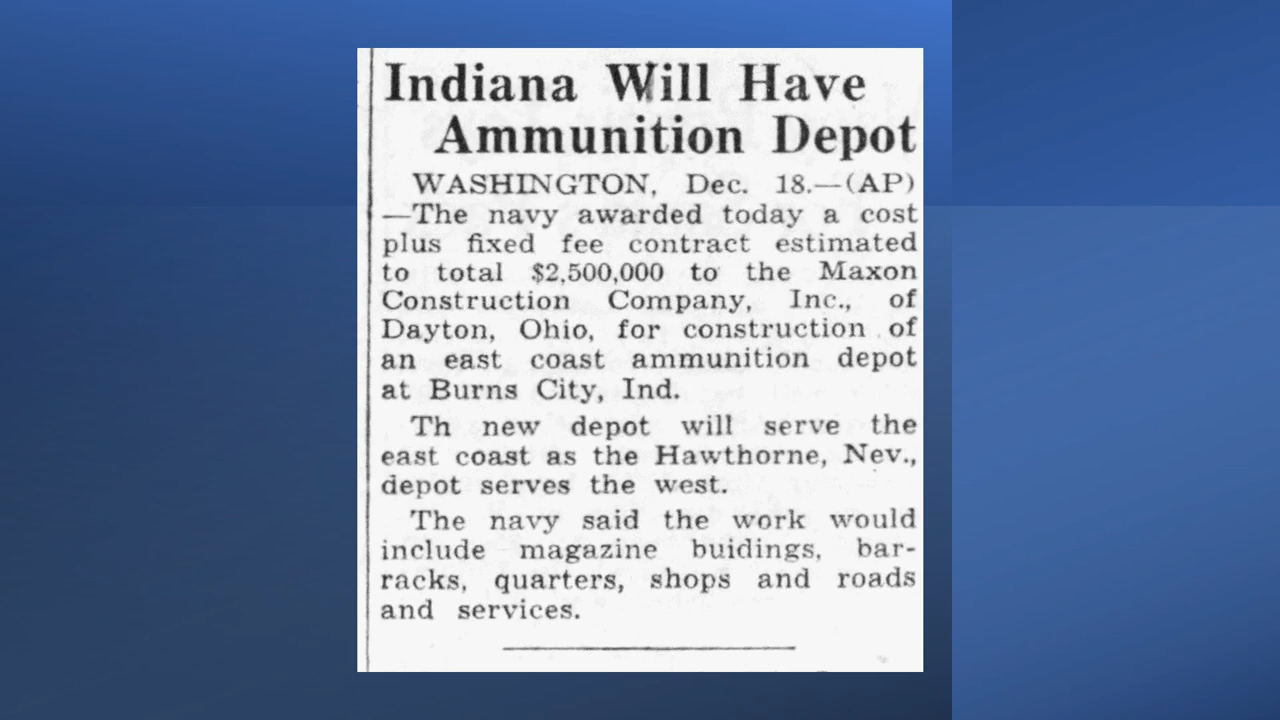 Indiana Will Have
Ammunition Depot
WASHINGTON, Dec. 18.—(AP)
—The navy awarded today a cost
plus fixed fee contract estimated
to total $2,500,000 to the Maxon
Construction Company, Inc., of
Dayton, Ohio, for construction of
an east coast ammunition depot
at Burns City, Ind.
Th new depot will serve the
east coast as the Hawthorne, Nev.,
depot serves the west.
The navy said the work would
include magazine buidings, bar-
racks, quarters, shops and roads
and services.